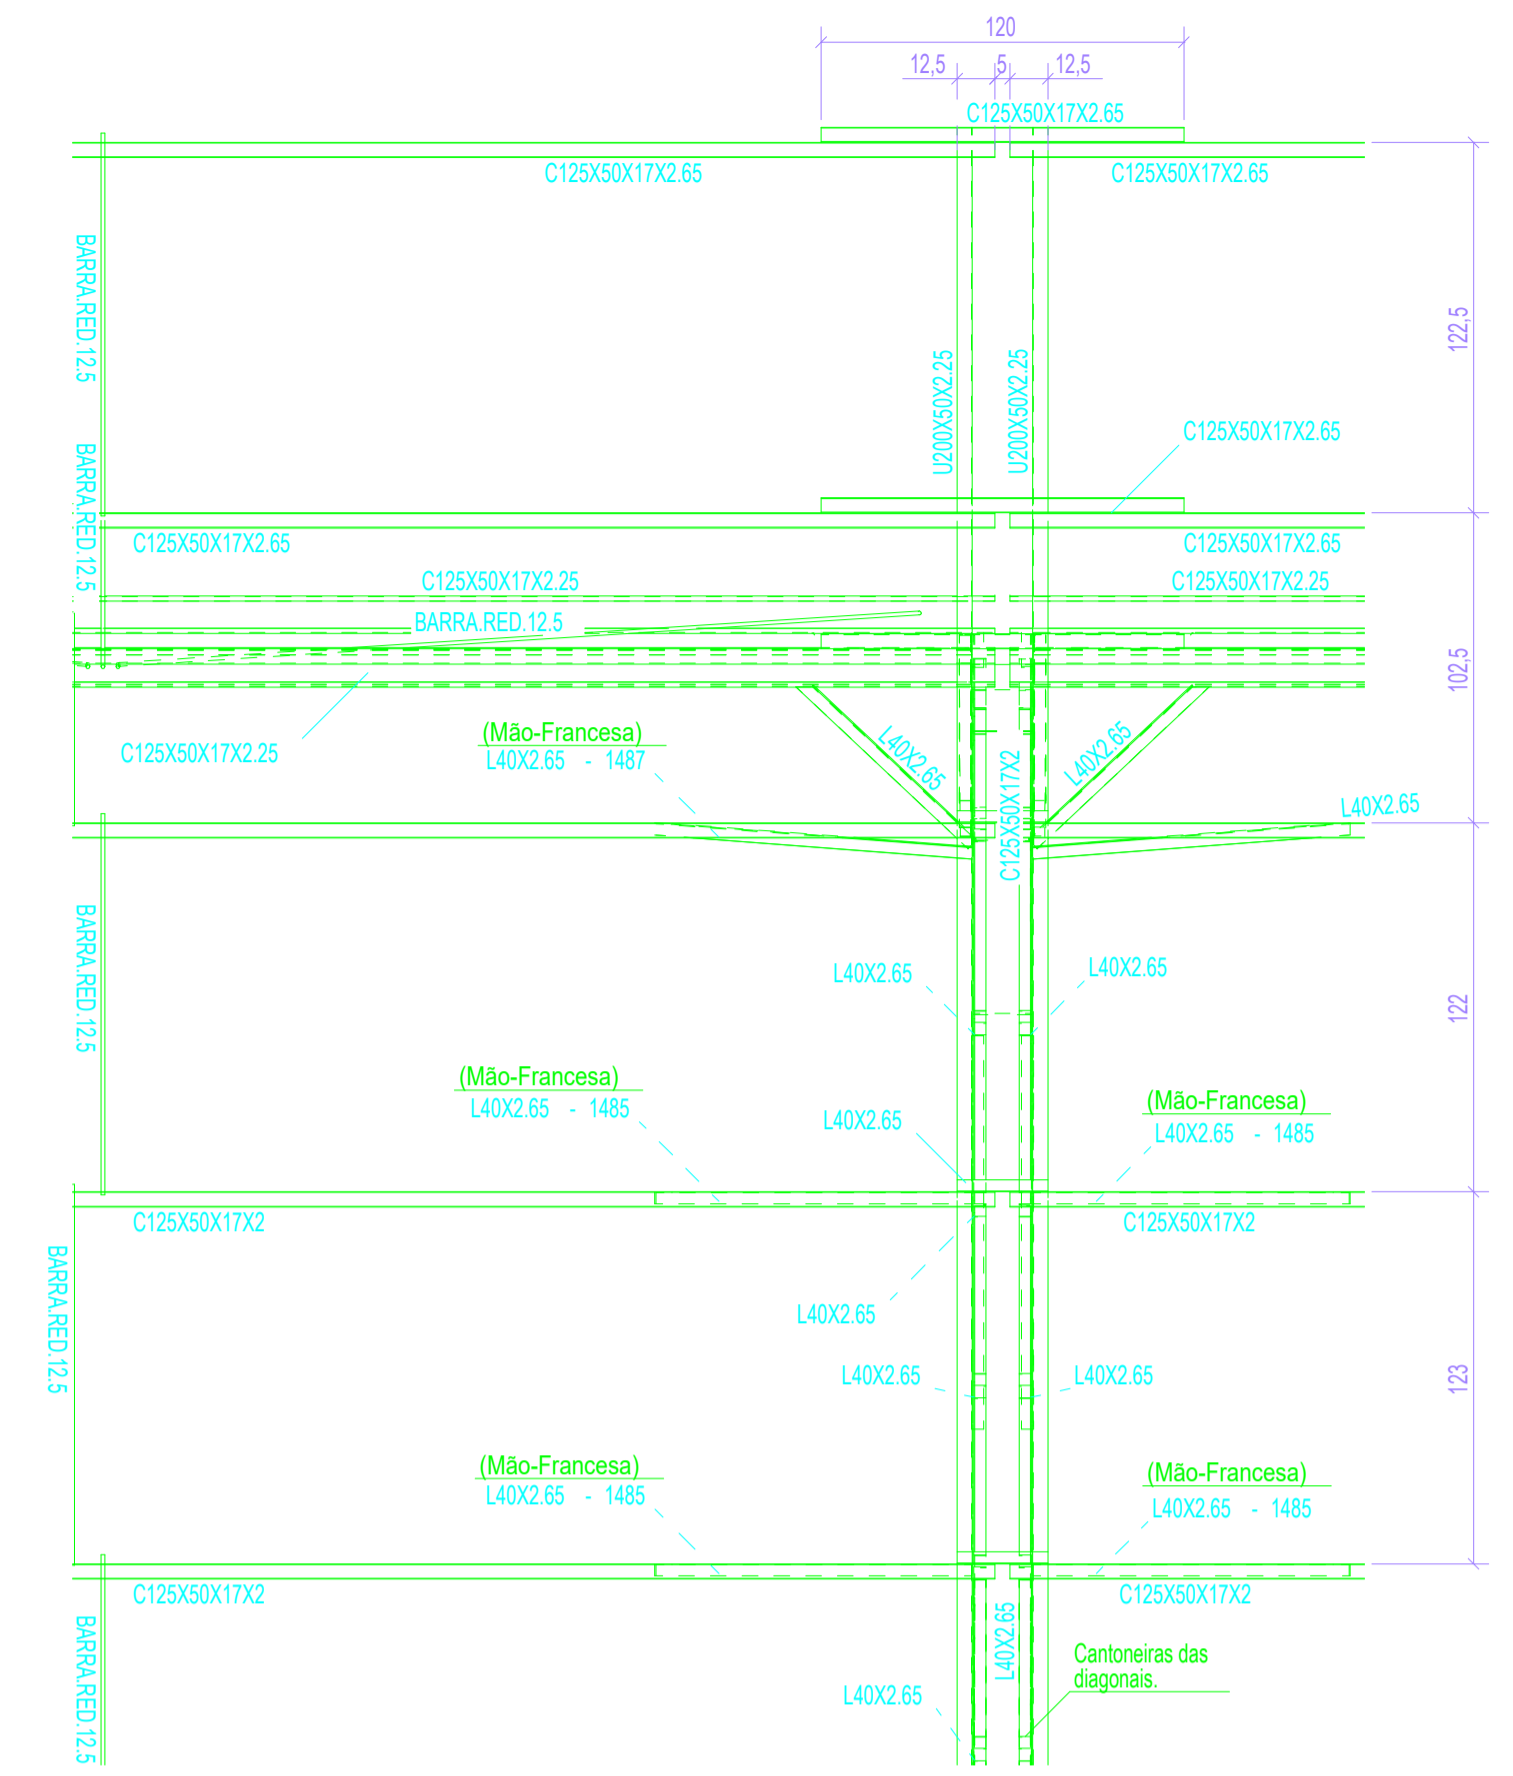 120
12,5
5
12,5
C125X50X17X2.65
C125X50X17X2.65
C125X50X17X2.65
BARRA.RED.12.5
122,5
U200X50X2.25
U200X50X2.25
C125X50X17X2.65
BARRA.RED.12.5
C125X50X17X2.65
C125X50X17X2.65
C125X50X17X2.25
C125X50X17X2.25
BARRA.RED.12.5
102,5
(Mão-Francesa)
L40X2.65 - 1487
C125X50X17X2.25
L40X2.65
L40X2.65
C125X50X17X2
L40X2.65
BARRA.RED.12.5
L40X2.65
L40X2.65
122
(Mão-Francesa)
L40X2.65 - 1485
L40X2.65
(Mão-Francesa)
L40X2.65 - 1485
C125X50X17X2
C125X50X17X2
BARRA.RED.12.5
L40X2.65
L40X2.65
L40X2.65
123
(Mão-Francesa)
L40X2.65 - 1485
(Mão-Francesa)
L40X2.65 - 1485
C125X50X17X2
C125X50X17X2
BARRA.RED.12.5
L40X2.65
Cantoneiras das
diagonais.
L40X2.65